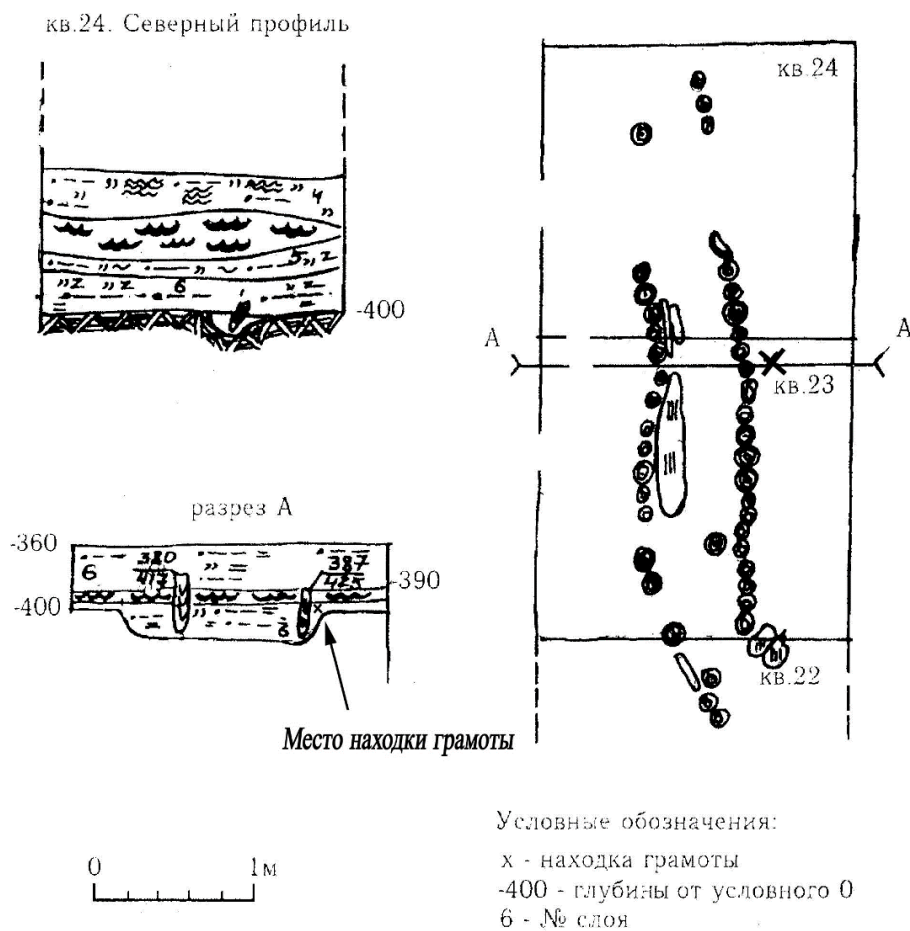 кв.24. Северный профиль
4
5
6
-400
кв.24
А
А
кв.23
кв.22
разрез А
-360
6
380
417
387
425
-390
-400
6
Место находки грамоты
0
1м
Условные обозначения:
х - находка грамоты
-400 - глубины от условного 0
6 - № слоя